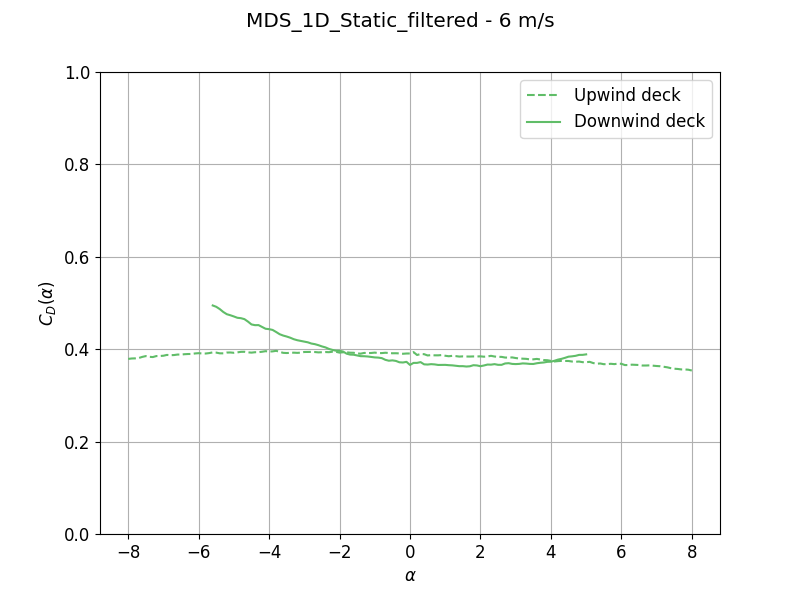 MDS_1D_Static_filtered - 6 m/s
Upwind deck
Downwind deck
1.0
0.8
0.6
0.4
0.2
0.0
C_D(α)
−8 −6 −4 −2 0 2 4 6 8
α